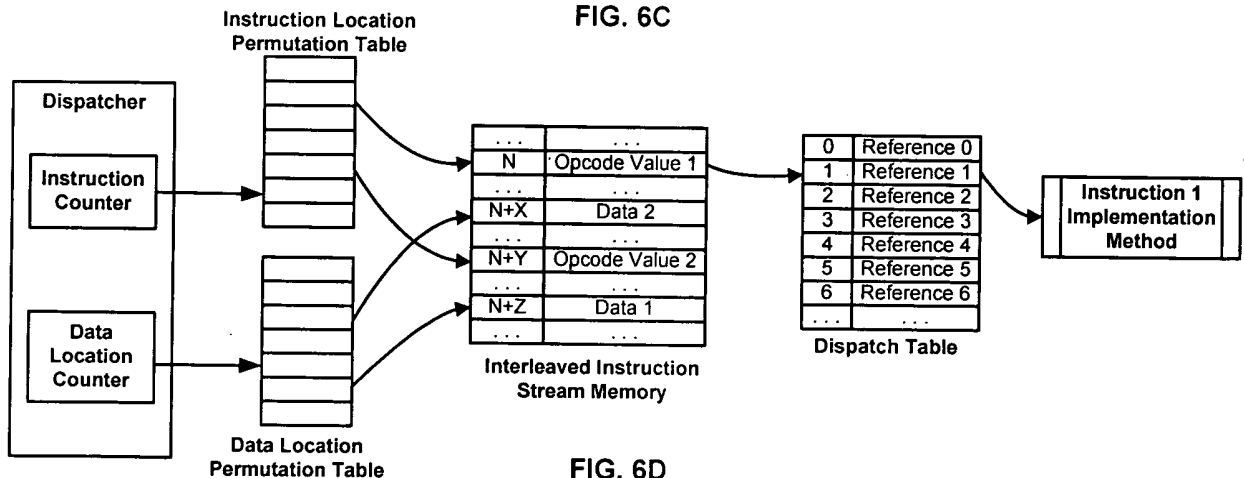 FIG. 6C
Instruction Location
Permutation Table
Dispatcher
Instruction
Counter
Data
Location
Counter
Data Location
Permutation Table
. . . . . .
N Opcode Value 1
. . . . . .
N+X Data 2
. . . . . .
N+Y Opcode Value 2
. . . . . .
N+Z Data 1
. . . . . .
Interleaved Instruction
Stream Memory
0 Reference 0
1 Reference 1
2 Reference 2
3 Reference 3
4 Reference 4
5 Reference 5
6 Reference 6
. . . . . .
Dispatch Table
Instruction 1
Implementation
Method
FIG. 6D